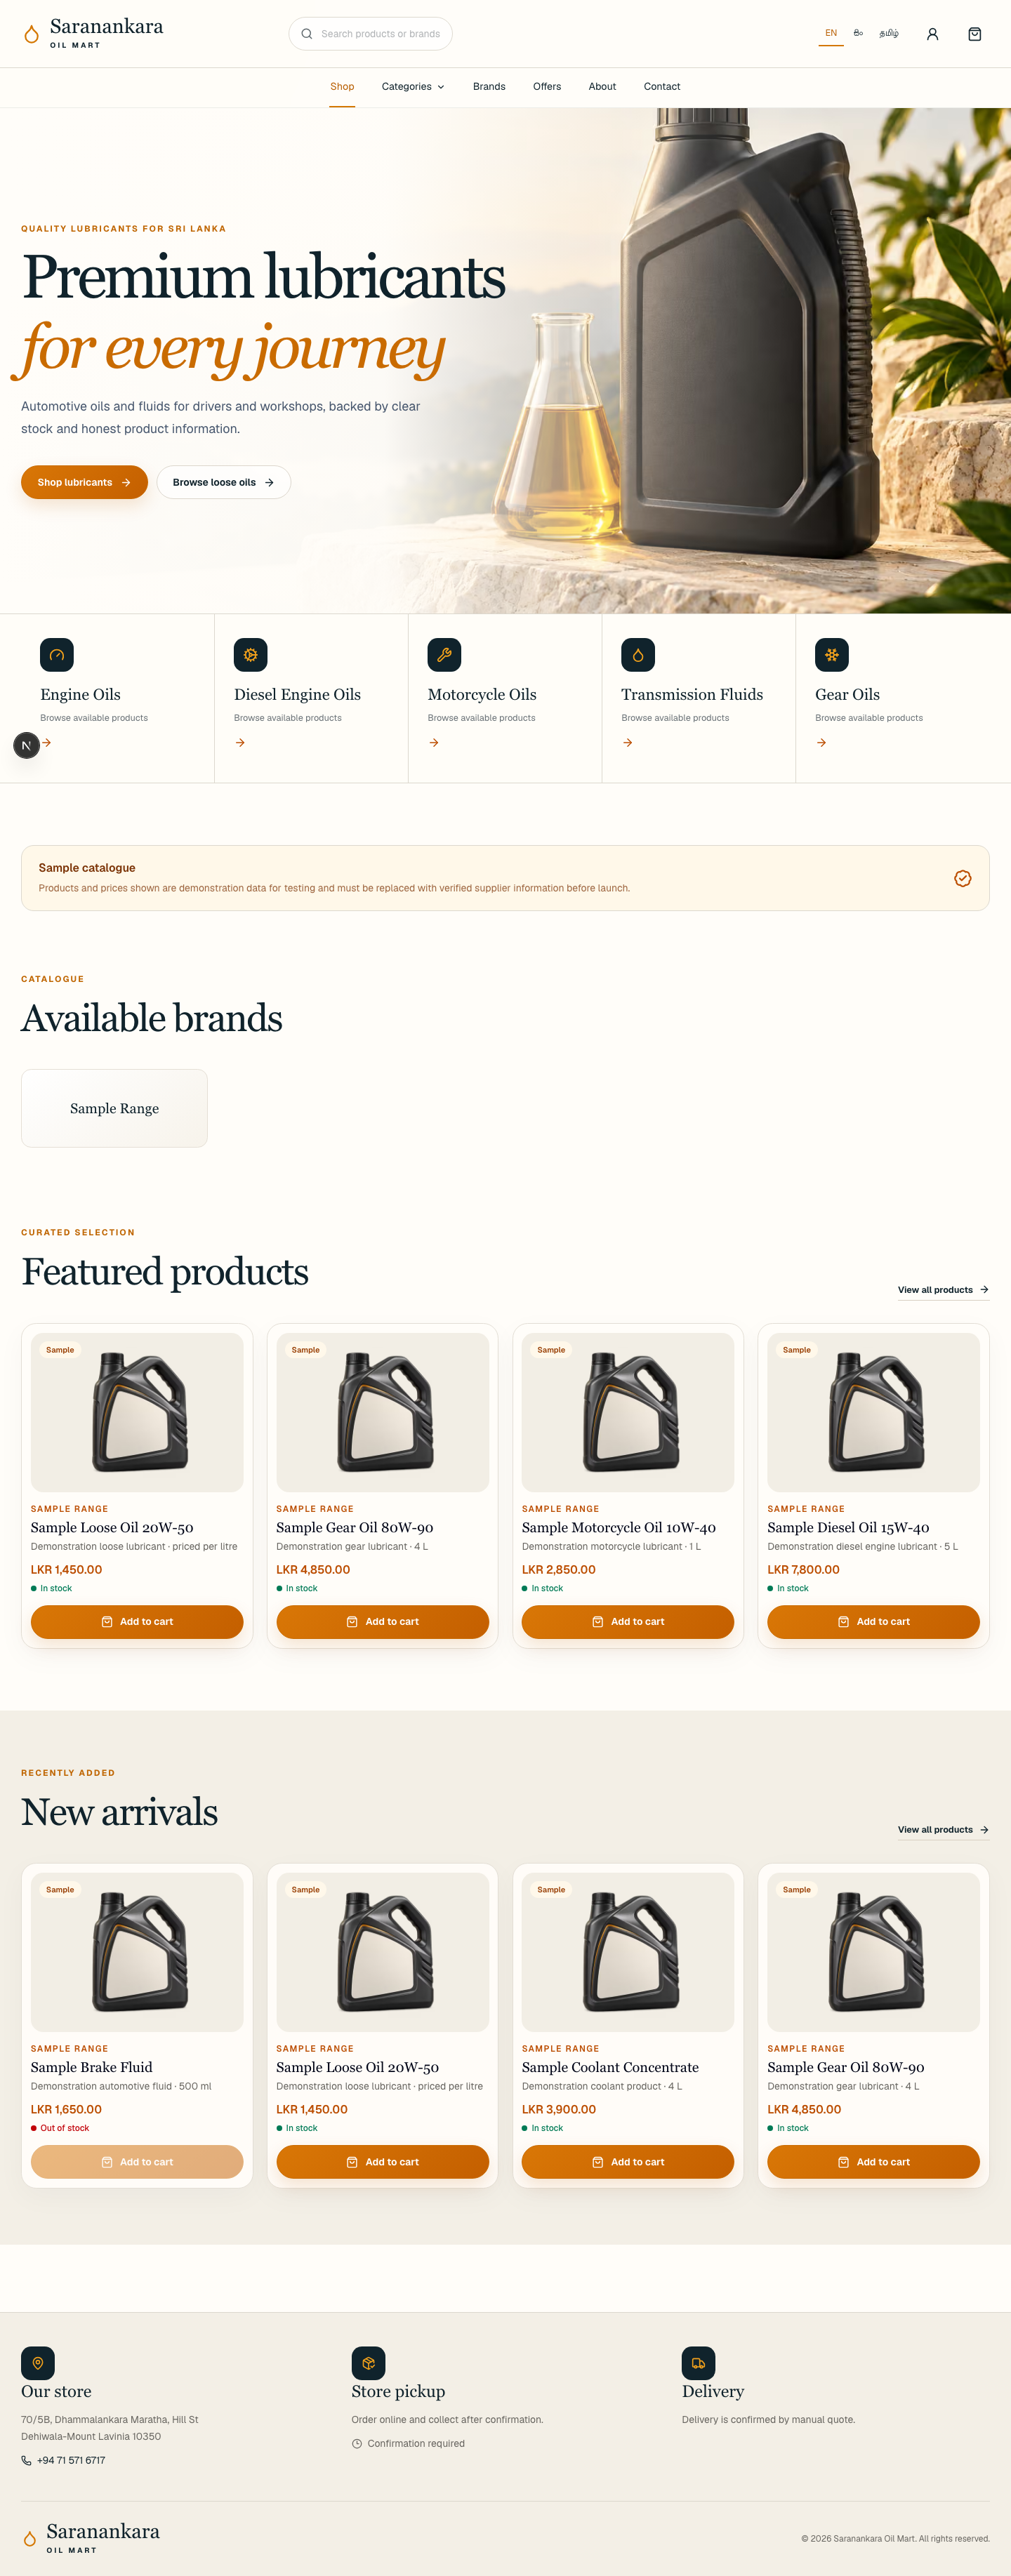 Saranankara
OIL MART
Search products or brands
EN
සිං
தமிழ்
Shop
Categories
Brands
Offers
About
Contact
QUALITY LUBRICANTS FOR SRI LANKA
Premium lubricants
for every journey
Automotive oils and fluids for drivers and workshops, backed by clear
stock and honest product information.
Shop lubricants
Browse loose oils
Engine Oils
Browse available products
Diesel Engine Oils
Browse available products
Motorcycle Oils
Browse available products
Transmission Fluids
Browse available products
Gear Oils
Browse available products
N
Sample catalogue
Products and prices shown are demonstration data for testing and must be replaced with verified supplier information before launch.
CATALOGUE
Available brands
Sample Range
CURATED SELECTION
Featured products
View all products
Sample
SAMPLE RANGE
Sample Loose Oil 20W-50
Demonstration loose lubricant · priced per litre
LKR 1,450.00
In stock
Add to cart
Sample
SAMPLE RANGE
Sample Gear Oil 80W-90
Demonstration gear lubricant · 4 L
LKR 4,850.00
In stock
Add to cart
Sample
SAMPLE RANGE
Sample Motorcycle Oil 10W-40
Demonstration motorcycle lubricant · 1 L
LKR 2,850.00
In stock
Add to cart
Sample
SAMPLE RANGE
Sample Diesel Oil 15W-40
Demonstration diesel engine lubricant · 5 L
LKR 7,800.00
In stock
Add to cart
RECENTLY ADDED
New arrivals
View all products
Sample
SAMPLE RANGE
Sample Brake Fluid
Demonstration automotive fluid · 500 ml
LKR 1,650.00
Out of stock
Add to cart
Sample
SAMPLE RANGE
Sample Loose Oil 20W-50
Demonstration loose lubricant · priced per litre
LKR 1,450.00
In stock
Add to cart
Sample
SAMPLE RANGE
Sample Coolant Concentrate
Demonstration coolant product · 4 L
LKR 3,900.00
In stock
Add to cart
Sample
SAMPLE RANGE
Sample Gear Oil 80W-90
Demonstration gear lubricant · 4 L
LKR 4,850.00
In stock
Add to cart
Our store
70/5B, Dhammalankara Maratha, Hill St
Dehiwala-Mount Lavinia 10350
+94 71 571 6717
Store pickup
Order online and collect after confirmation.
Confirmation required
Delivery
Delivery is confirmed by manual quote.
Saranankara
OIL MART
© 2026 Saranankara Oil Mart. All rights reserved.